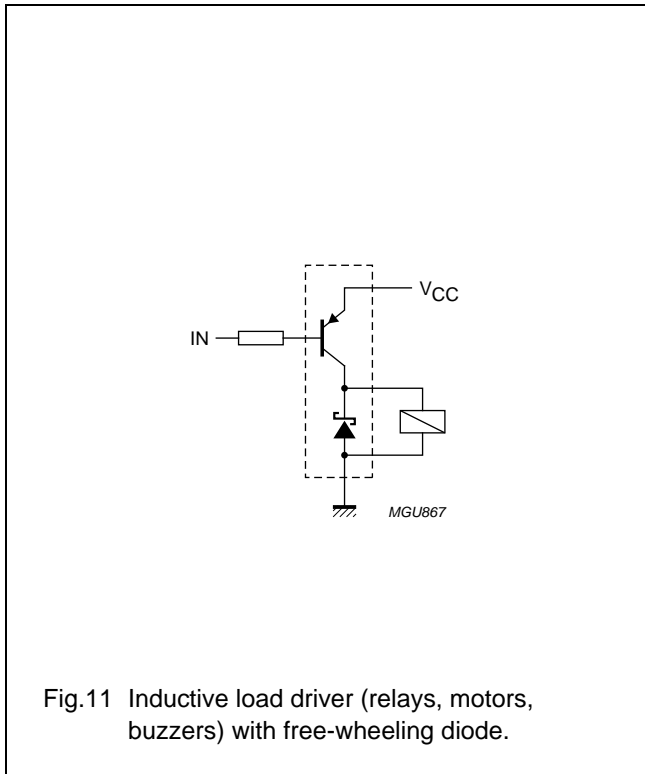 V_CC
IN
MGU867
Fig.11 Inductive load driver (relays, motors,
buzzers) with free-wheeling diode.